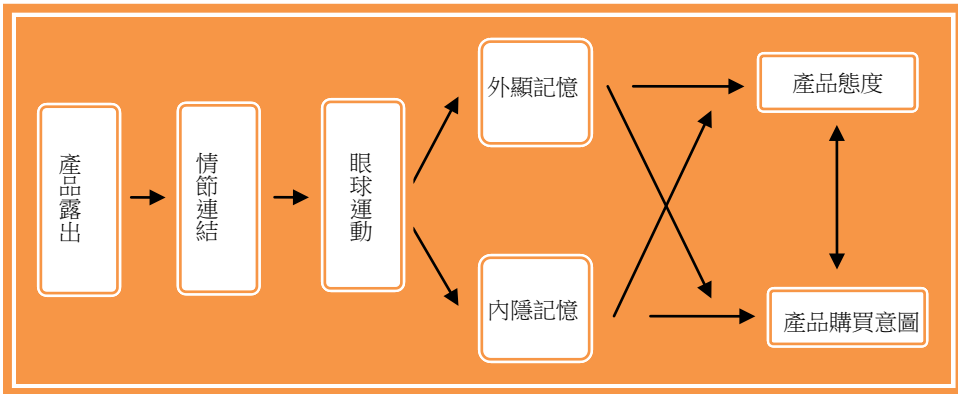 產品露出
情節連結
眼球運動
外顯記憶
內隱記憶
產品態度
產品購買意圖